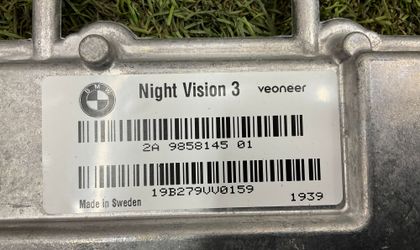 BMW
Night Vision 3 veoneer
2A 9858145 01
19B279VV0159
Made in Sweden 1939